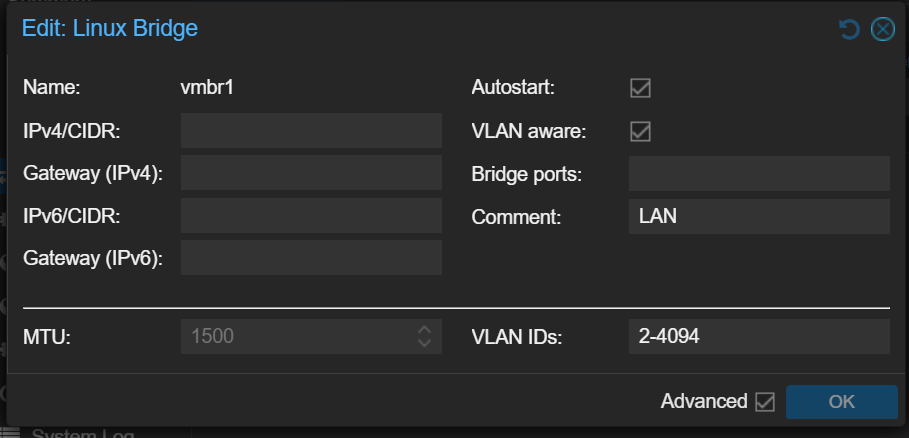 Edit: Linux Bridge
Name: vmbr1 Autostart:
IPv4/CIDR: VLAN aware:
Gateway (IPv4): Bridge ports:
IPv6/CIDR: Comment: LAN
Gateway (IPv6):
MTU: 1500 VLAN IDs: 2-4094
Advanced OK
System Log